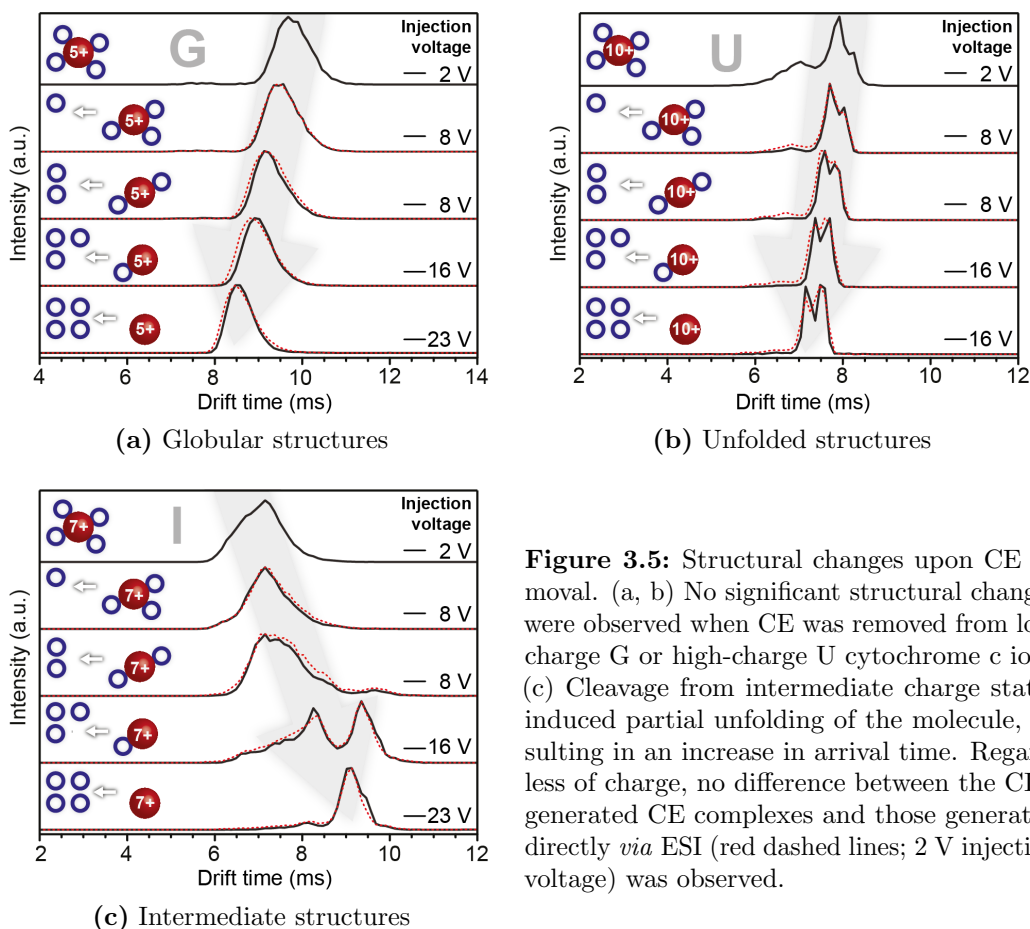 G
Injection
voltage
5+
— 2 V
5+
— 8 V
5+
— 8 V
5+
— 16 V
5+
— 23 V
Intensity (a.u.)
4 6 8 10 12 14
Drift time (ms)
(a) Globular structures
U
Injection
voltage
10+
— 2 V
10+
— 8 V
10+
— 8 V
10+
— 16 V
10+
— 16 V
Intensity (a.u.)
2 4 6 8 10 12
Drift time (ms)
(b) Unfolded structures
I
Injection
voltage
7+
— 2 V
7+
— 8 V
7+
— 8 V
7+
— 16 V
7+
— 23 V
Intensity (a.u.)
2 4 6 8 10 12
Drift time (ms)
(c) Intermediate structures
Figure 3.5: Structural changes upon CE
moval. (a, b) No significant structural chang
were observed when CE was removed from lo
charge G or high-charge U cytochrome c io
(c) Cleavage from intermediate charge stat
induced partial unfolding of the molecule,
sulting in an increase in arrival time. Regar
less of charge, no difference between the CI
generated CE complexes and those generat
directly via ESI (red dashed lines; 2 V injecti
voltage) was observed.